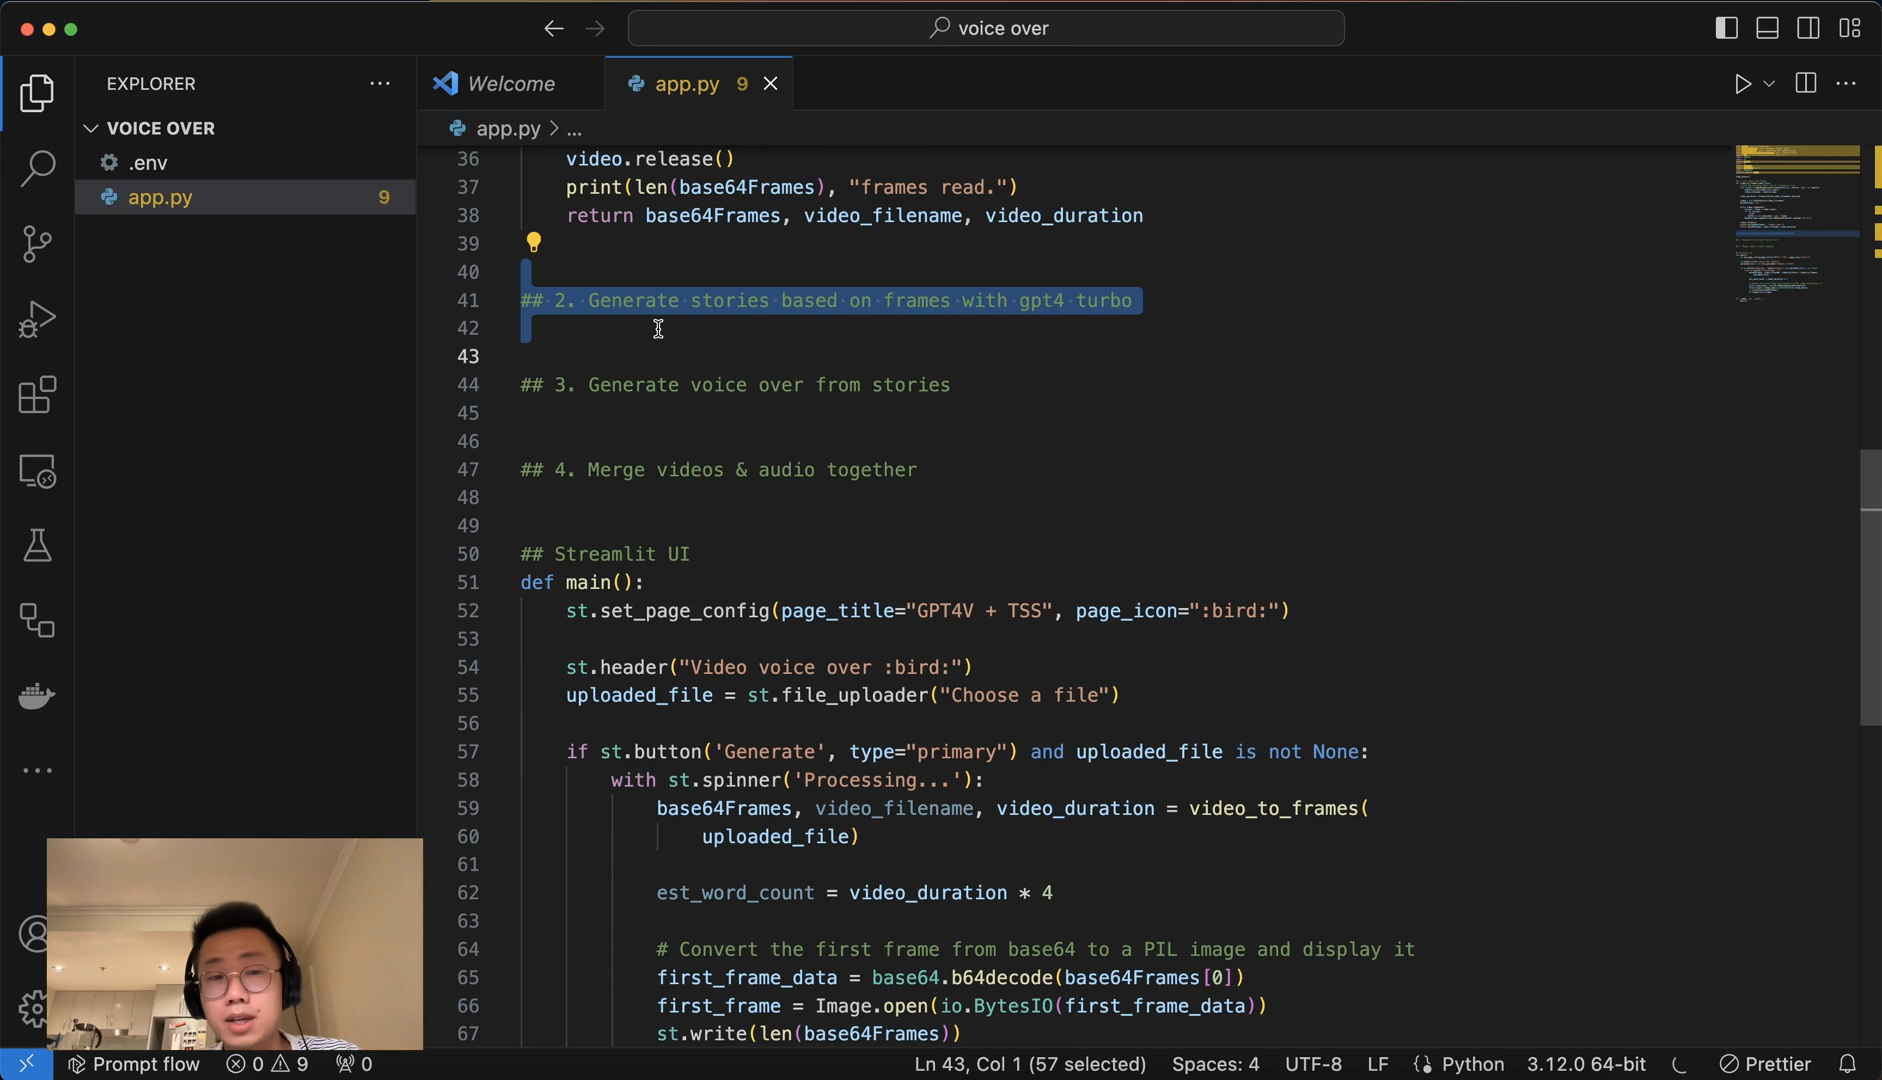 voice over
EXPLORER
VOICE OVER
.env
app.py 9
Welcome
app.py 9
app.py > ...
36 video.release()
37 print(len(base64Frames), "frames read.")
38 return base64Frames, video_filename, video_duration
39
40
41 ## 2. Generate stories based on frames with gpt4 turbo
42
43
44 ## 3. Generate voice over from stories
45
46
47 ## 4. Merge videos & audio together
48
49
50 ## Streamlit UI
51 def main():
52 st.set_page_config(page_title="GPT4V + TSS", page_icon=":bird:")
53
54 st.header("Video voice over :bird:")
55 uploaded_file = st.file_uploader("Choose a file")
56
57 if st.button('Generate', type="primary") and uploaded_file is not None:
58 with st.spinner('Processing...'):
59 base64Frames, video_filename, video_duration = video_to_frames(
60 uploaded_file)
61
62 est_word_count = video_duration * 4
63
64 # Convert the first frame from base64 to a PIL image and display it
65 first_frame_data = base64.b64decode(base64Frames[0])
66 first_frame = Image.open(io.BytesIO(first_frame_data))
67 st.write(len(base64Frames))
Prompt flow 0 9 0 Ln 43, Col 1 (57 selected) Spaces: 4 UTF-8 LF Python 3.12.0 64-bit Prettier